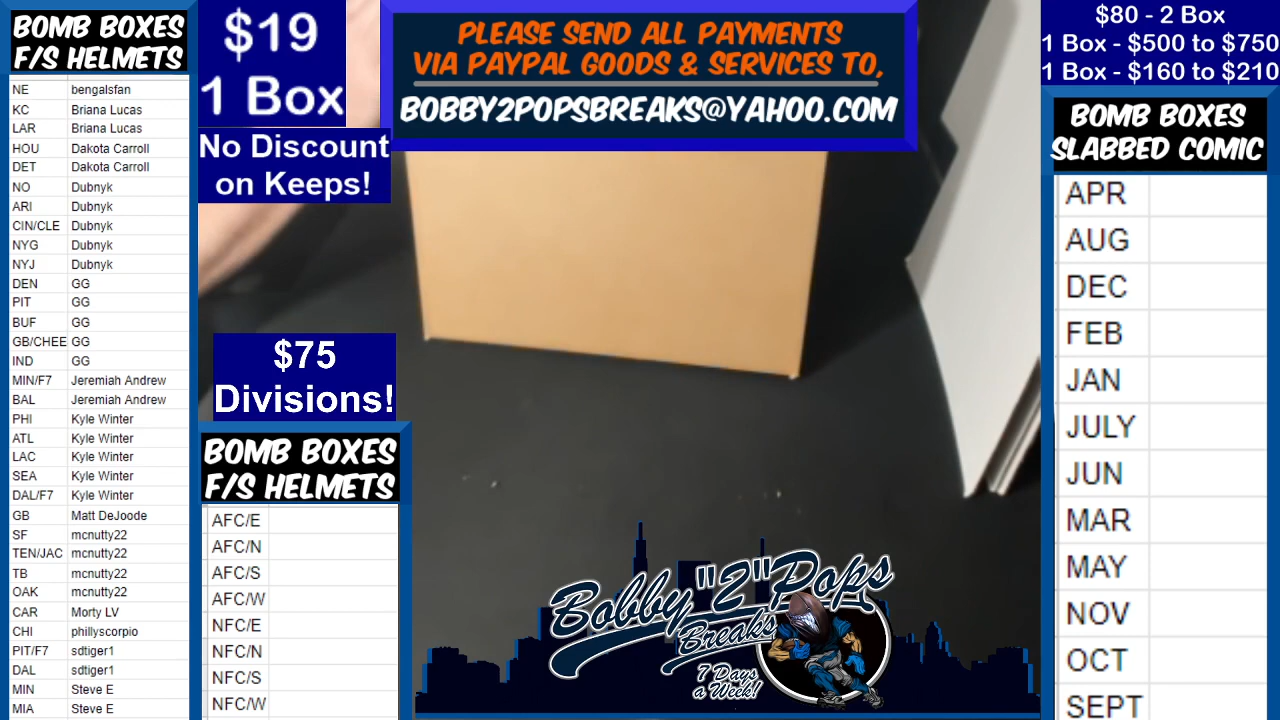 BOMB BOXES
F/S HELMETS
NE bengalsfan
KC Briana Lucas
LAR Briana Lucas
HOU Dakota Carroll
DET Dakota Carroll
NO Dubnyk
ARI Dubnyk
CIN/CLE Dubnyk
NYG Dubnyk
NYJ Dubnyk
DEN GG
PIT GG
BUF GG
GB/CHEE GG
IND GG
MIN/F7 Jeremiah Andrew
BAL Jeremiah Andrew
PHI Kyle Winter
ATL Kyle Winter
LAC Kyle Winter
SEA Kyle Winter
DAL/F7 Kyle Winter
GB Matt DeJoode
SF mcnutty22
TEN/JAC mcnutty22
TB mcnutty22
OAK mcnutty22
CAR Morty LV
CHI phillyscorpio
PIT/F7 sdtiger1
DAL sdtiger1
MIN Steve E
MIA Steve E
$19
1 Box
No Discount
on Keeps!
$75
Divisions!
BOMB BOXES
F/S HELMETS
AFC/E
AFC/N
AFC/S
AFC/W
NFC/E
NFC/N
NFC/S
NFC/W
PLEASE SEND ALL PAYMENTS
VIA PAYPAL GOODS & SERVICES TO,
BOBBY2POPSBREAKS@YAHOO.COM
Bobby "2" Pops
Breaks
7 Days
a Week!
$80 - 2 Box
1 Box - $500 to $750
1 Box - $160 to $210
BOMB BOXES
SLABBED COMIC
APR
AUG
DEC
FEB
JAN
JULY
JUN
MAR
MAY
NOV
OCT
SEPT